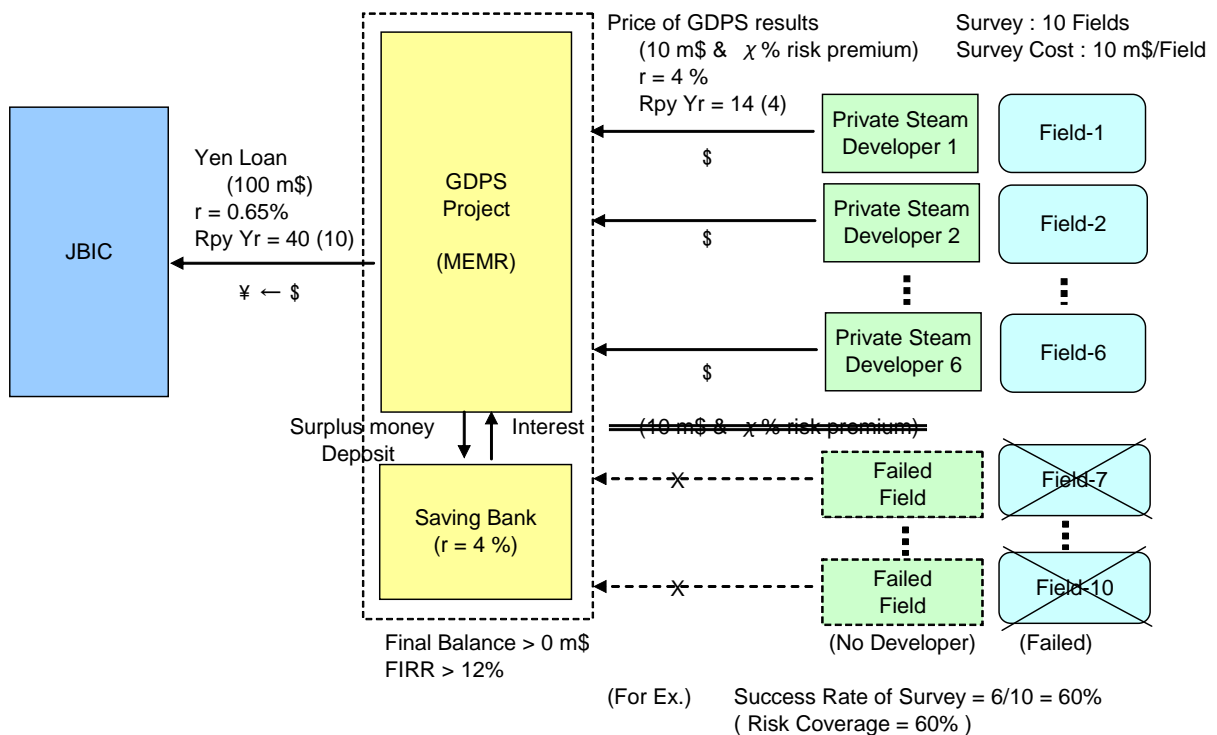 Price of GDPS results
(10 m$ & χ % risk premium)
r = 4 %
Rpy Yr = 14 (4)
Survey : 10 Fields
Survey Cost : 10 m$/Field
JBIC
Yen Loan
(100 m$)
r = 0.65%
Rpy Yr = 40 (10)
¥ ← $
GDPS
Project
(MEMR)
$
Private Steam
Developer 1
Field-1
$
Private Steam
Developer 2
Field-2
$
Private Steam
Developer 6
Field-6
Surplus money
Deposit
Interest
(10 m$ & χ % risk premium)
Saving Bank
(r = 4 %)
X
Failed
Field
Field-7
X
Failed
Field
Field-10
(No Developer)
(Failed)
Final Balance > 0 m$
FIRR > 12%
(For Ex.) Success Rate of Survey = 6/10 = 60%
( Risk Coverage = 60% )